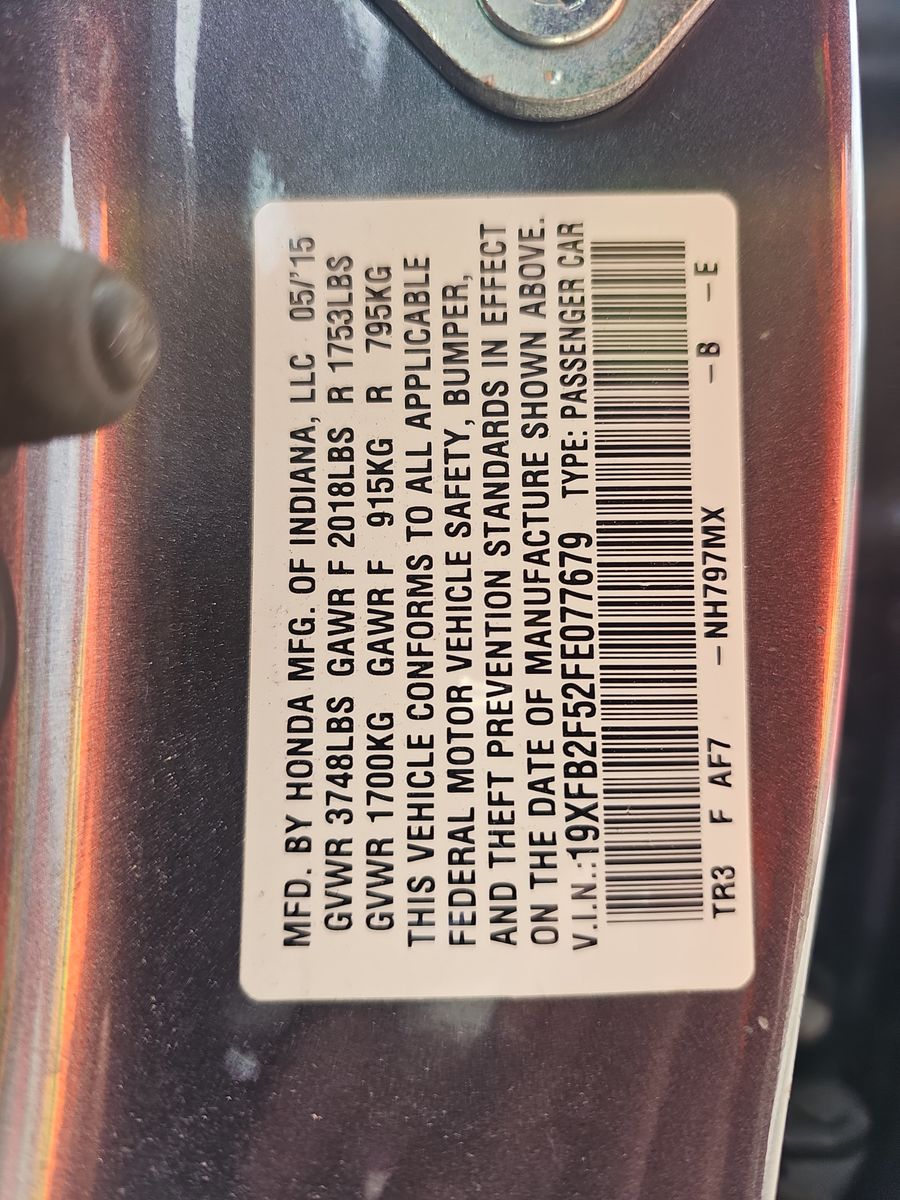 MFD. BY HONDA MFG. OF INDIANA, LLC 05/'15
GVWR 3748LBS GAWR F 2018LBS R 1753LBS
GVWR 1700KG GAWR F 915KG R 795KG
THIS VEHICLE CONFORMS TO ALL APPLICABLE
FEDERAL MOTOR VEHICLE SAFETY, BUMPER,
AND THEFT PREVENTION STANDARDS IN EFFECT
ON THE DATE OF MANUFACTURE SHOWN ABOVE.
V.I.N.:19XFB2F52FE077679 TYPE: PASSENGER CAR
TR3 F AF7 -NH797MX -B -E